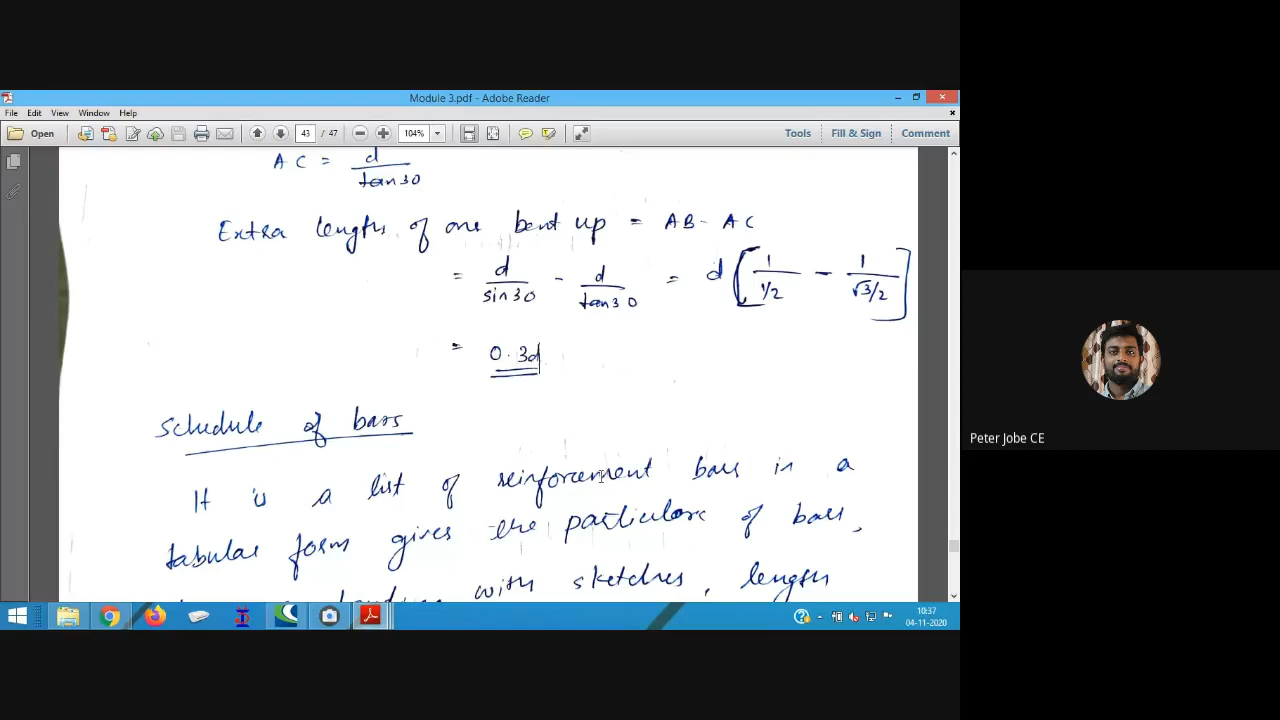 Module 3.pdf - Adobe Reader
File Edit View Window Help
Open 43 / 47 104% Tools Fill & Sign Comment
AC = d/tan30
Extra length of one bent up = AB - AC
= d/sin30 - d/tan30 = d[1/1/2 - 1/√3/2]
= 0.3d
Schedule of bars
It is a list of reinforcement bars in a
tabular form gives the particulars of bars,
with sketches, length
10:37
04-11-2020
Peter Jobe CE